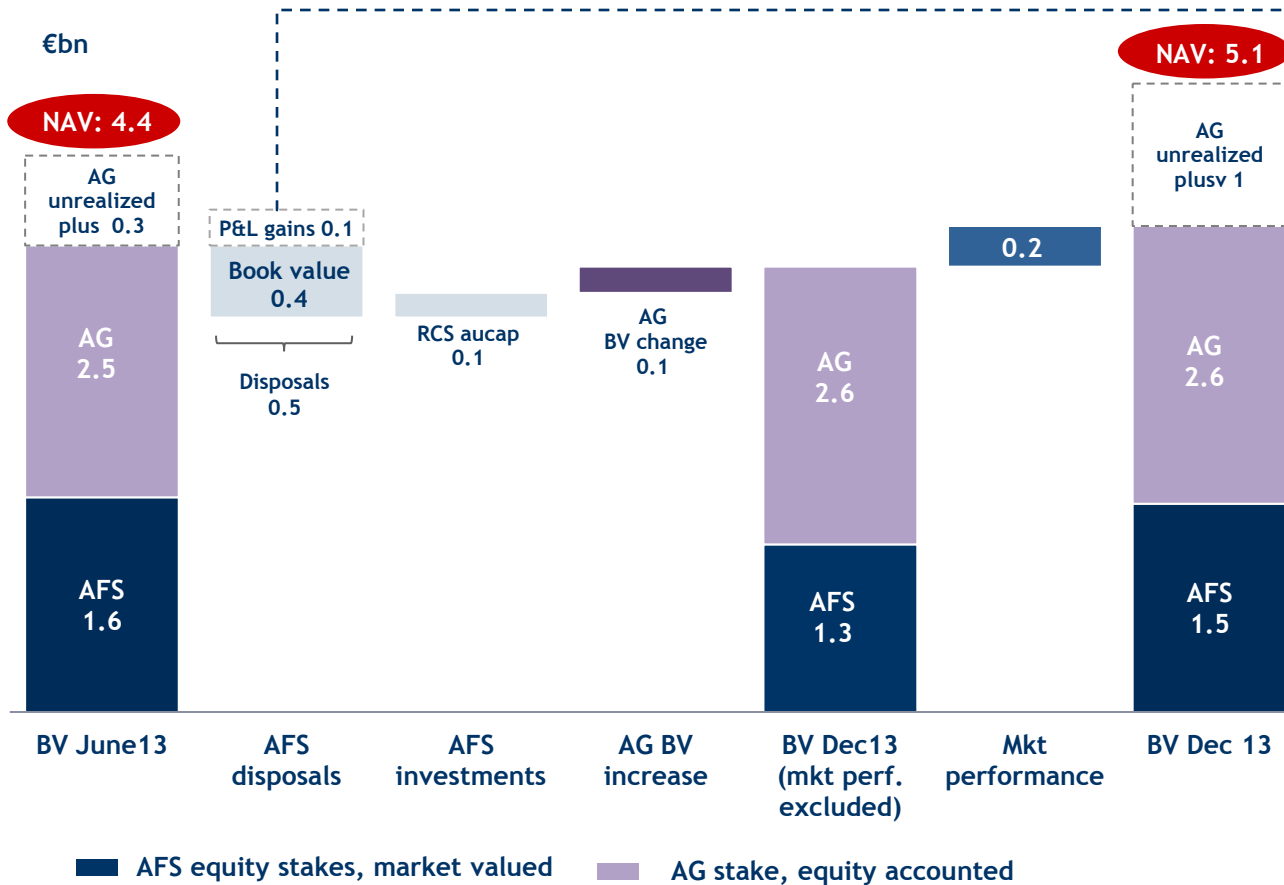 €bn
NAV: 4.4
NAV: 5.1
AG
unrealized
plus 0.3
AG
2.5
AFS
1.6
P&L gains 0.1
Book value
0.4
Disposals
0.5
RCS aucap
0.1
AG
BV change
0.1
AG
2.6
AFS
1.3
0.2
AG
unrealized
plusv 1
AG
2.6
AFS
1.5
BV June13
AFS
disposals
AFS
investments
AG BV
increase
BV Dec13
(mkt perf.
excluded)
Mkt
performance
BV Dec 13
AFS equity stakes, market valued
AG stake, equity accounted